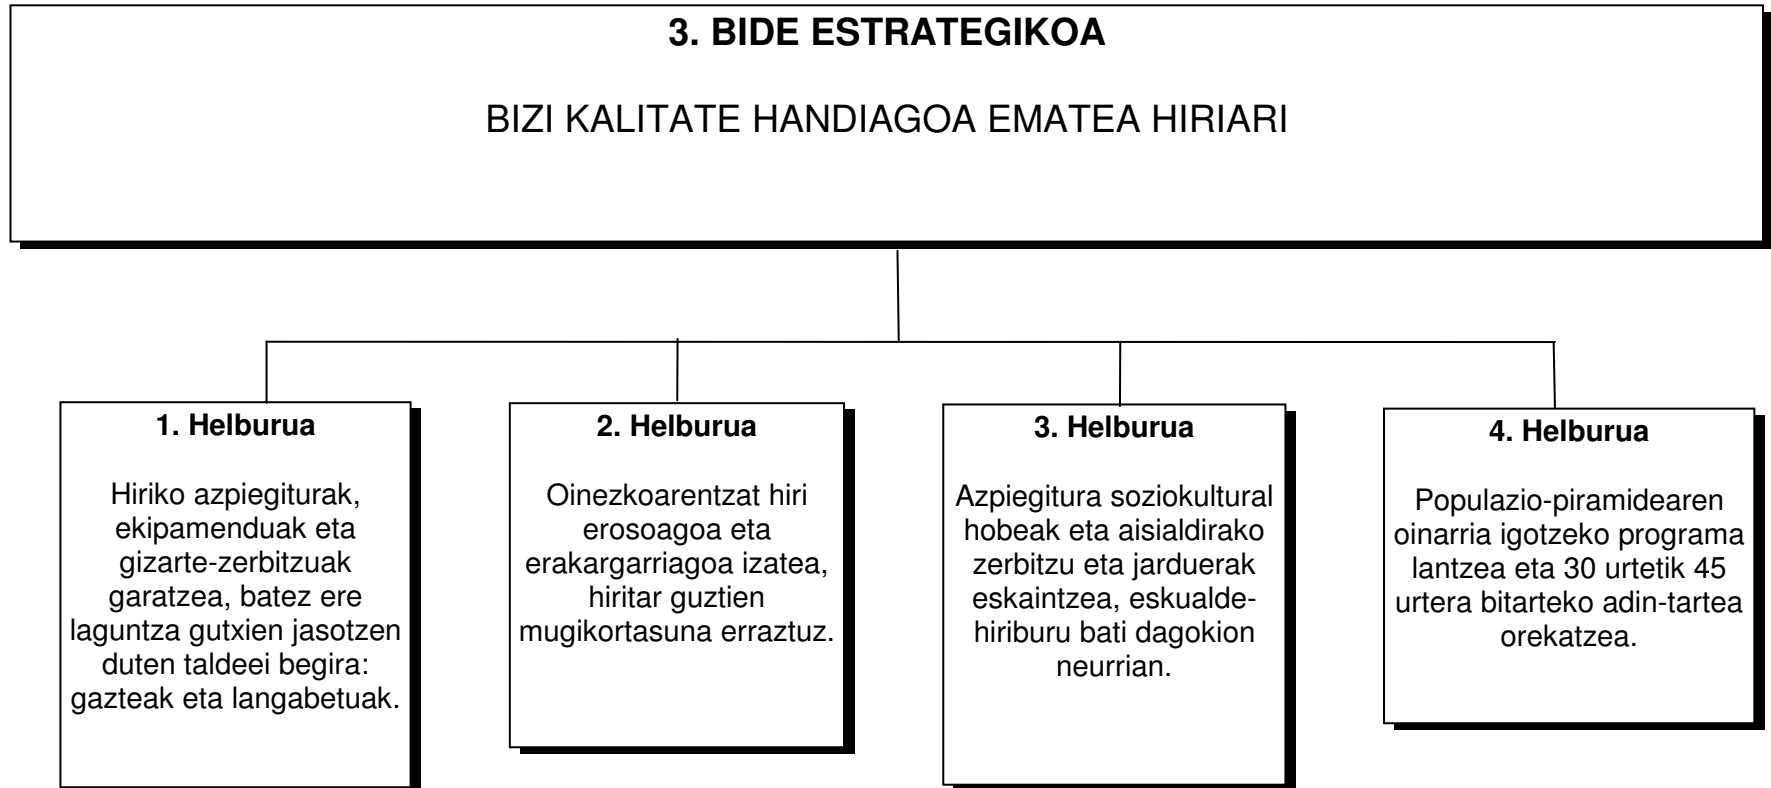 3. BIDE ESTRATEGIKOA
BIZI KALITATE HANDIAGOA EMATEA HIRIARI
1. Helburua
Hiriko azpiegiturak,
ekipamenduak eta
gizarte-zerbitzuak
garatzea, batez ere
laguntza gutxien jasotzen
duten taldeei begira:
gazteak eta langabetuak.
2. Helburua
Oinezkoarentzat hiri
erosoagoa eta
erakargarriagoa izatea,
hiritar guztien
mugikortasuna erraztuz.
3. Helburua
Azpiegitura soziokultural
hobeak eta aisialdirako
zerbitzu eta jarduerak
eskaintzea, eskualde-
hiriburu bati dagokion
neurrian.
4. Helburua
Populazio-piramidearen
oinarria igotzeko programa
lantzea eta 30 urtetik 45
urtera bitarteko adin-tartea
orekatzea.